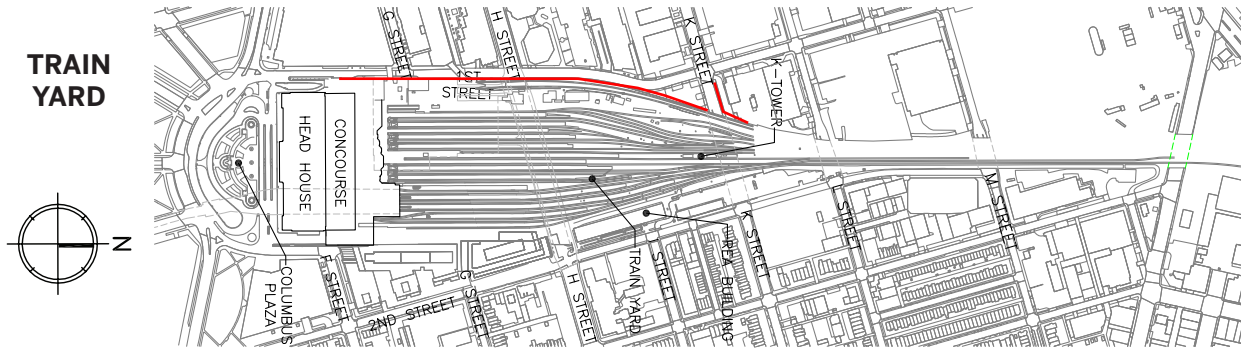 TRAIN
YARD
G STREET
H STREET
K STREET
1ST
STREET
K-TOWER
CONCOURSE
HEAD HOUSE
N
COLUMBUS
PLAZA
F STREET
2ND STREET
G STREET
H STREET
TRAIN YARD
I STREET
REA BUILDING
K STREET
L STREET
M STREET